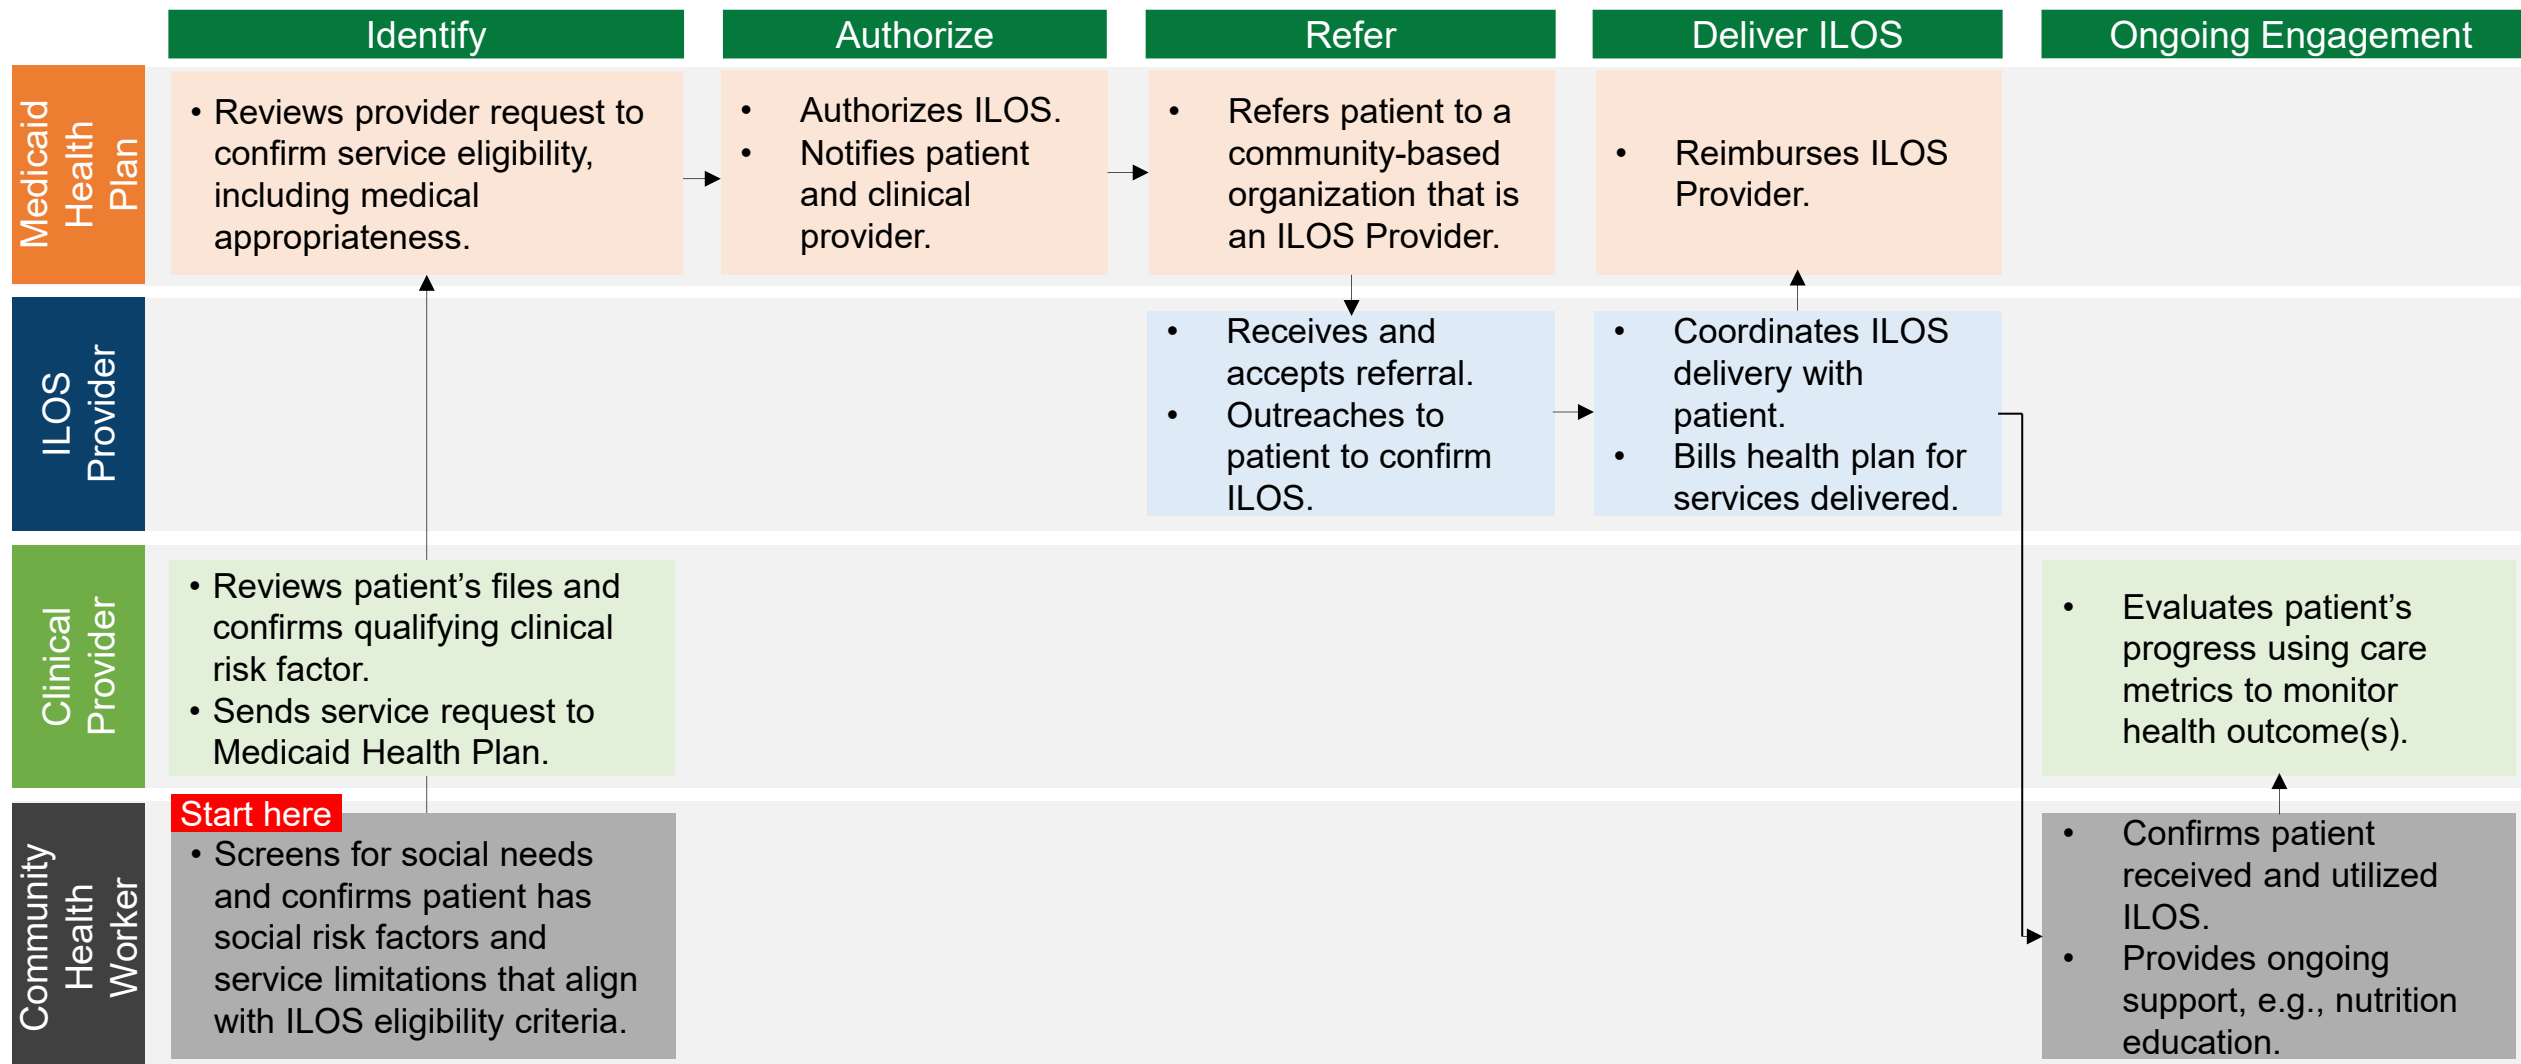 Identify
Authorize
Refer
Deliver ILOS
Ongoing Engagement
Medicaid
Health
Plan
• Reviews provider request to
confirm service eligibility,
including medical
appropriateness.
• Authorizes ILOS.
• Notifies patient
and clinical
provider.
• Refers patient to a
community-based
organization that is
an ILOS Provider.
• Reimburses ILOS
Provider.
ILOS
Provider
• Receives and
accepts referral.
• Outreaches to
patient to confirm
ILOS.
• Coordinates ILOS
delivery with
patient.
• Bills health plan for
services delivered.
Clinical
Provider
• Reviews patient’s files and
confirms qualifying clinical
risk factor.
• Sends service request to
Medicaid Health Plan.
• Evaluates patient’s
progress using care
metrics to monitor
health outcome(s).
Community
Health
Worker
Start here
• Screens for social needs
and confirms patient has
social risk factors and
service limitations that align
with ILOS eligibility criteria.
• Confirms patient
received and utilized
ILOS.
• Provides ongoing
support, e.g., nutrition
education.